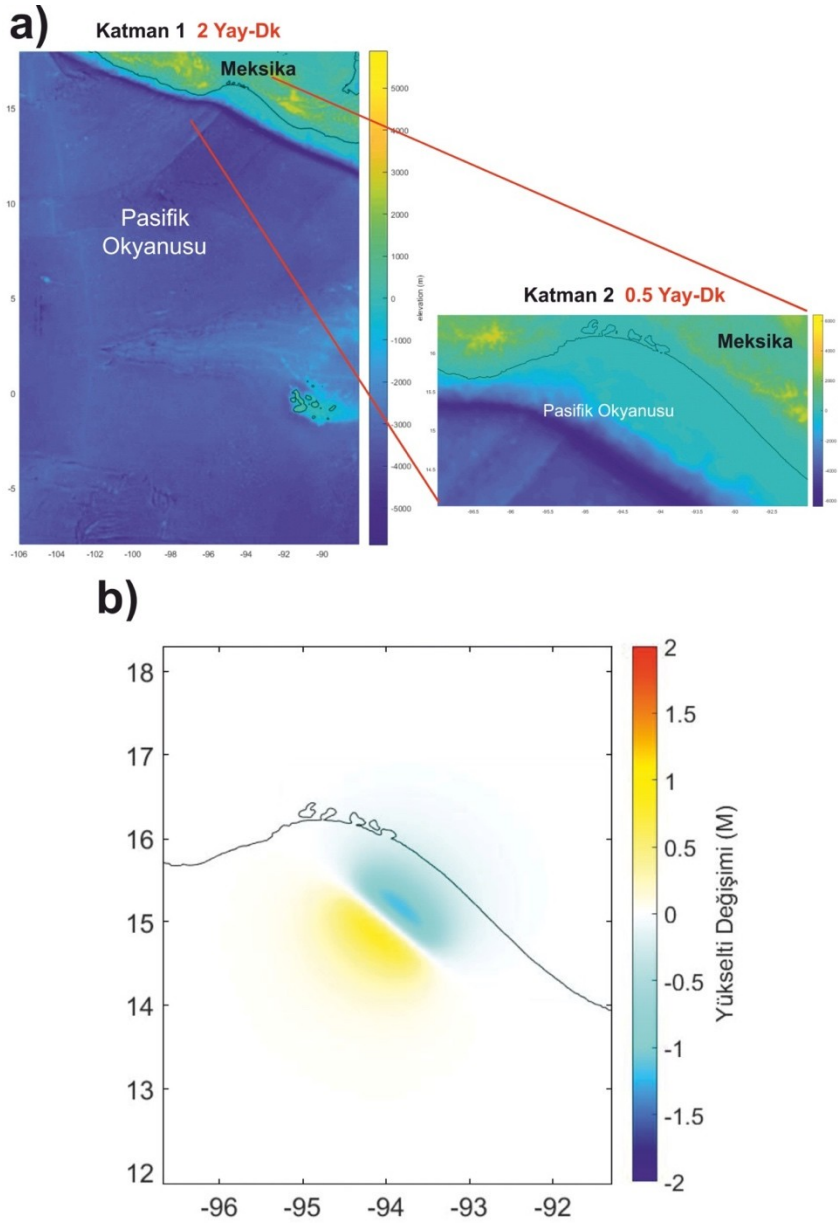 a)
Katman 1 2 Yay-Dk
Meksika
Pasifik
Okyanusu
15
10
5
0
-5
-106 -104 -102 -100 -98 -96 -94 -92 -90
5000
4000
3000
2000
1000
0
-1000
-2000
-3000
-4000
-5000
elevation (m)
Katman 2 0.5 Yay-Dk
Meksika
Pasifik Okyanusu
b)
18
17
16
15
14
13
12
-96 -95 -94 -93 -92
2
1.5
1
0.5
0
-0.5
-1
-1.5
-2
Yükselti Değişimi (M)